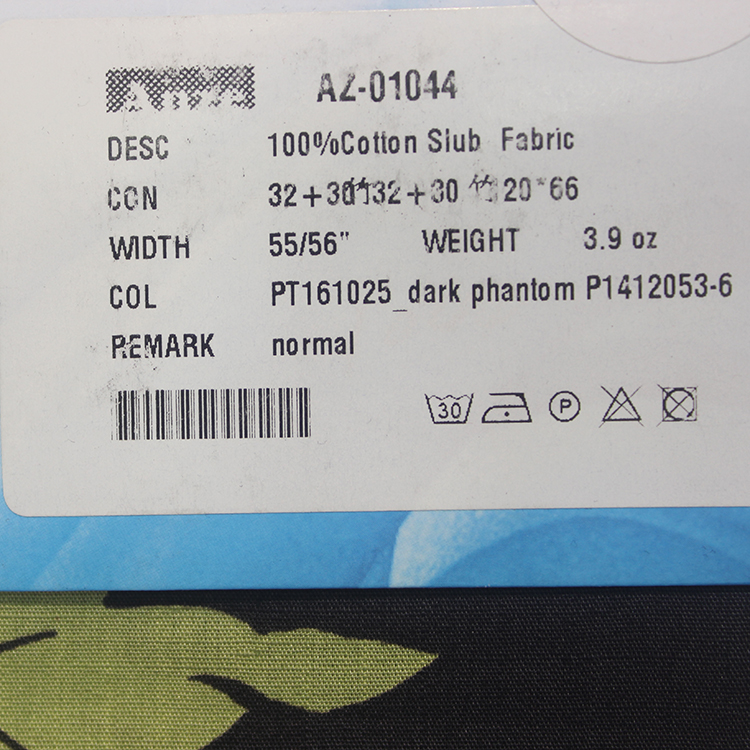 AZ-01044
DESC 100%Cotton Slub Fabric
CON 32+30*32+30 竹 20*66
WIDTH 55/56" WEIGHT 3.9 oz
COL PT161025_dark phantom P1412053-6
REMARK normal
30 P